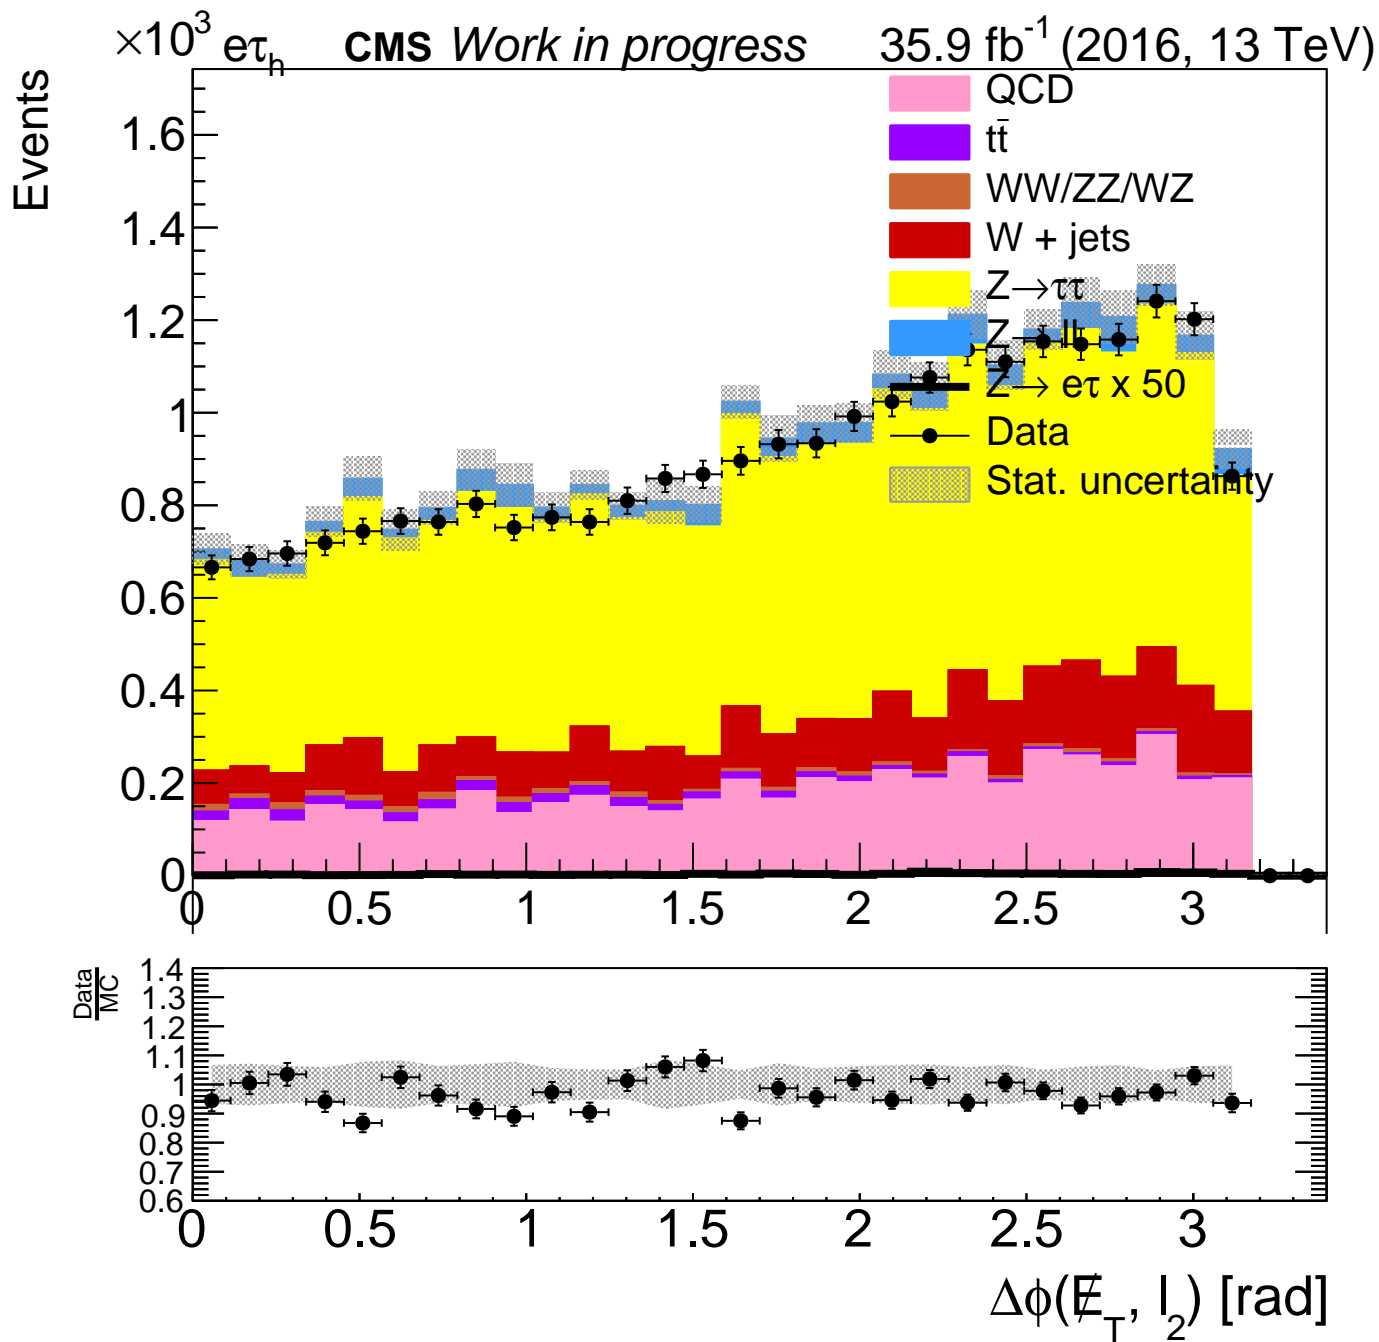 ×10³ eτ_h CMS Work in progress 35.9 fb⁻¹ (2016, 13 TeV)
Events
1.6
1.4
1.2
1
0.8
0.6
0.4
0.2
0
QCD
tt̄
WW/ZZ/WZ
W + jets
Z→ττ
Z→ll
Z→ eτ x 50
Data
Stat. uncertainty
0 0.5 1 1.5 2 2.5 3
Data
MC
1.4
1.3
1.2
1.1
1
0.9
0.8
0.7
0.6
0 0.5 1 1.5 2 2.5 3
Δϕ(E̸_T, l₂) [rad]